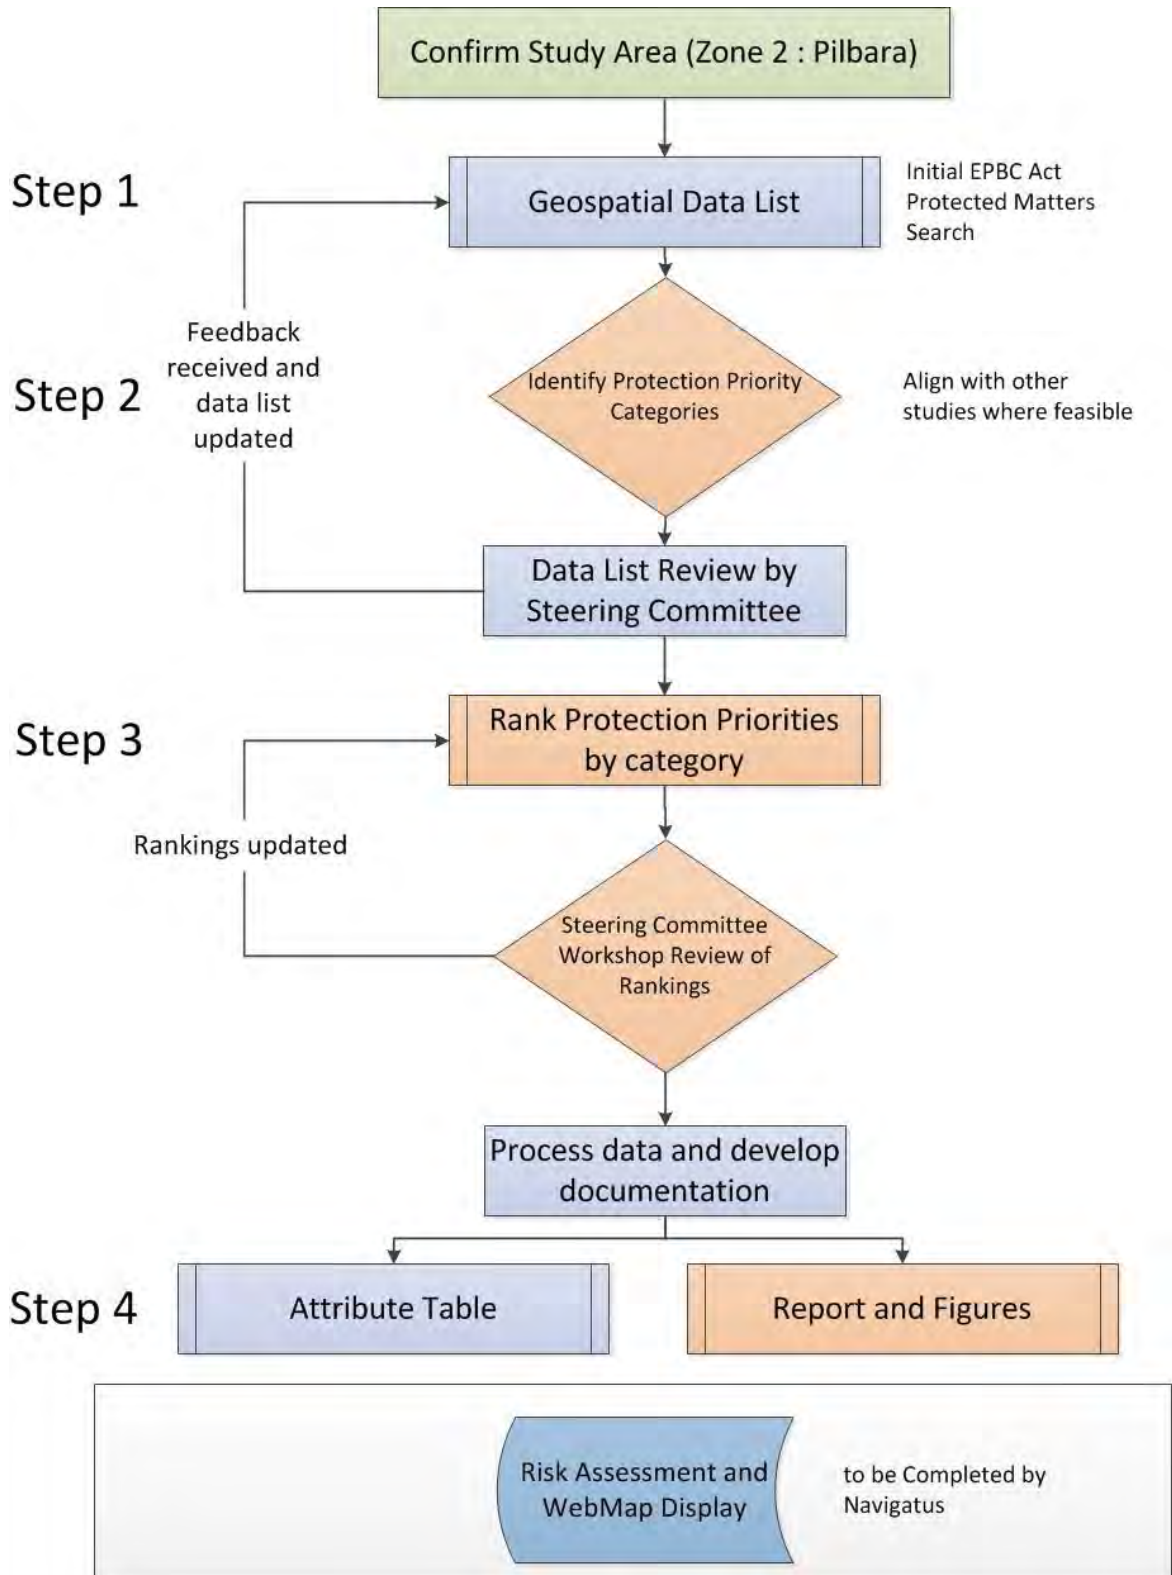 Confirm Study Area (Zone 2 : Pilbara)
Step 1
Geospatial Data List
Initial EPBC Act
Protected Matters
Search
Step 2
Feedback
received and
data list
updated
Identify Protection Priority
Categories
Align with other
studies where feasible
Data List Review by
Steering Committee
Step 3
Rank Protection Priorities
by category
Rankings updated
Steering Committee
Workshop Review of
Rankings
Process data and develop
documentation
Step 4
Attribute Table
Report and Figures
Risk Assessment and
WebMap Display
to be Completed by
Navigatus